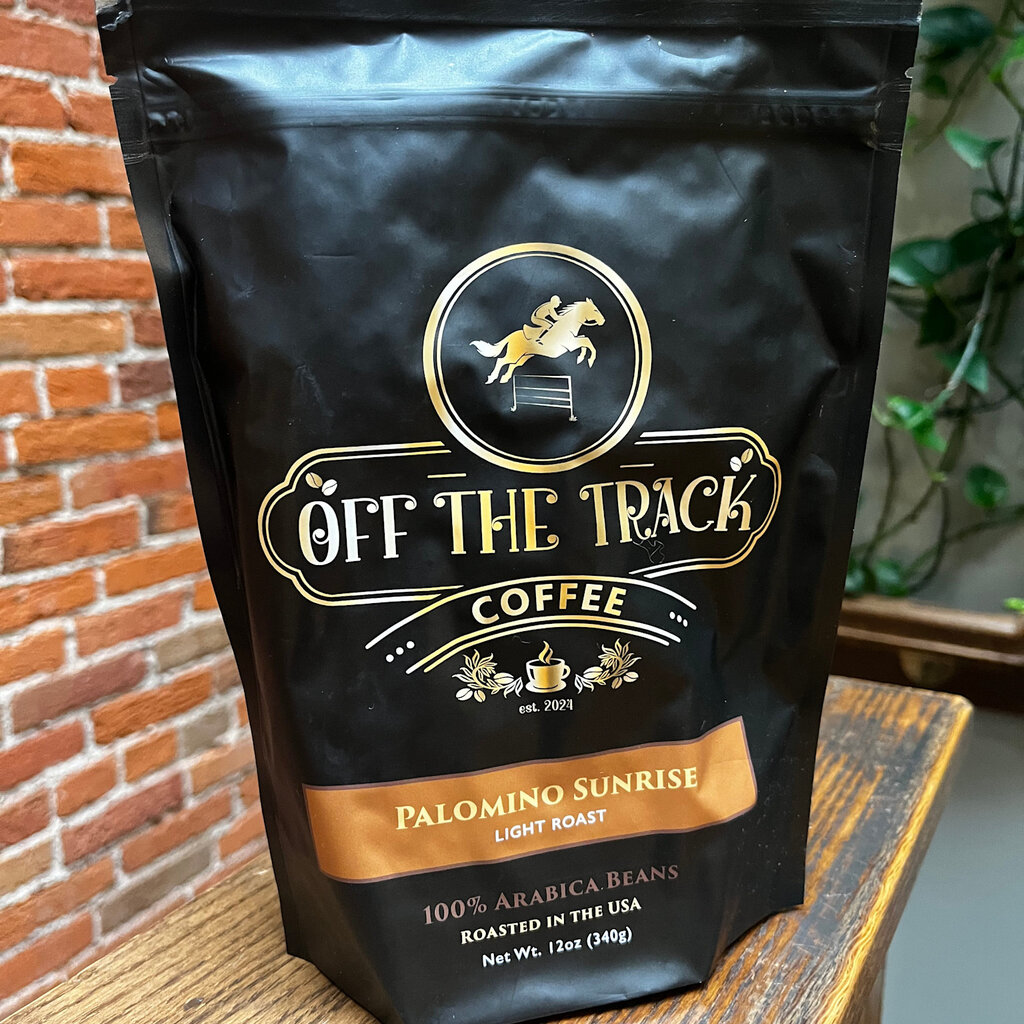 OFF THE TRACK
COFFEE
est. 2024
PALOMINO SUNRISE
LIGHT ROAST
100% ARABICA BEANS
ROASTED IN THE USA
Net Wt. 12oz (340g)